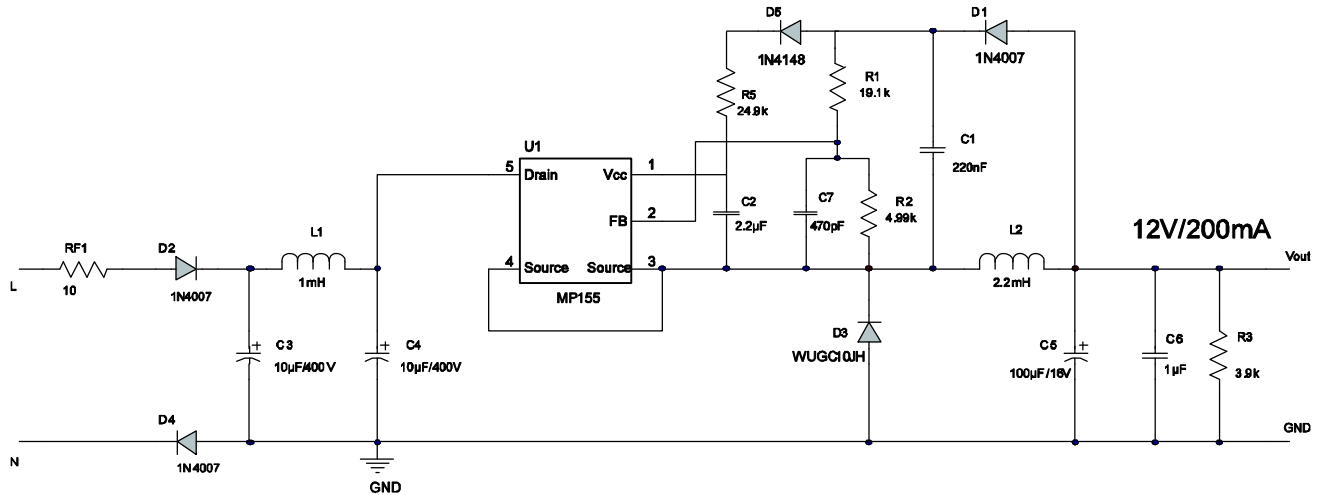 D5
1N4148
D1
1N4007
R5
24.9k
R1
19.1k
C1
220nF
U1
5
Drain
Vcc
1
FB
2
4
Source
Source
3
MP155
C2
2.2µF
C7
470pF
R2
4.99k
L2
2.2mH
12V/200mA
Vout
RF1
10
L
D2
1N4007
L1
1mH
C3
10µF/400V
C4
10µF/400V
D3
WUGC10JH
C5
100µF/16V
C6
1µF
R3
3.9k
D4
1N4007
N
GND
GND